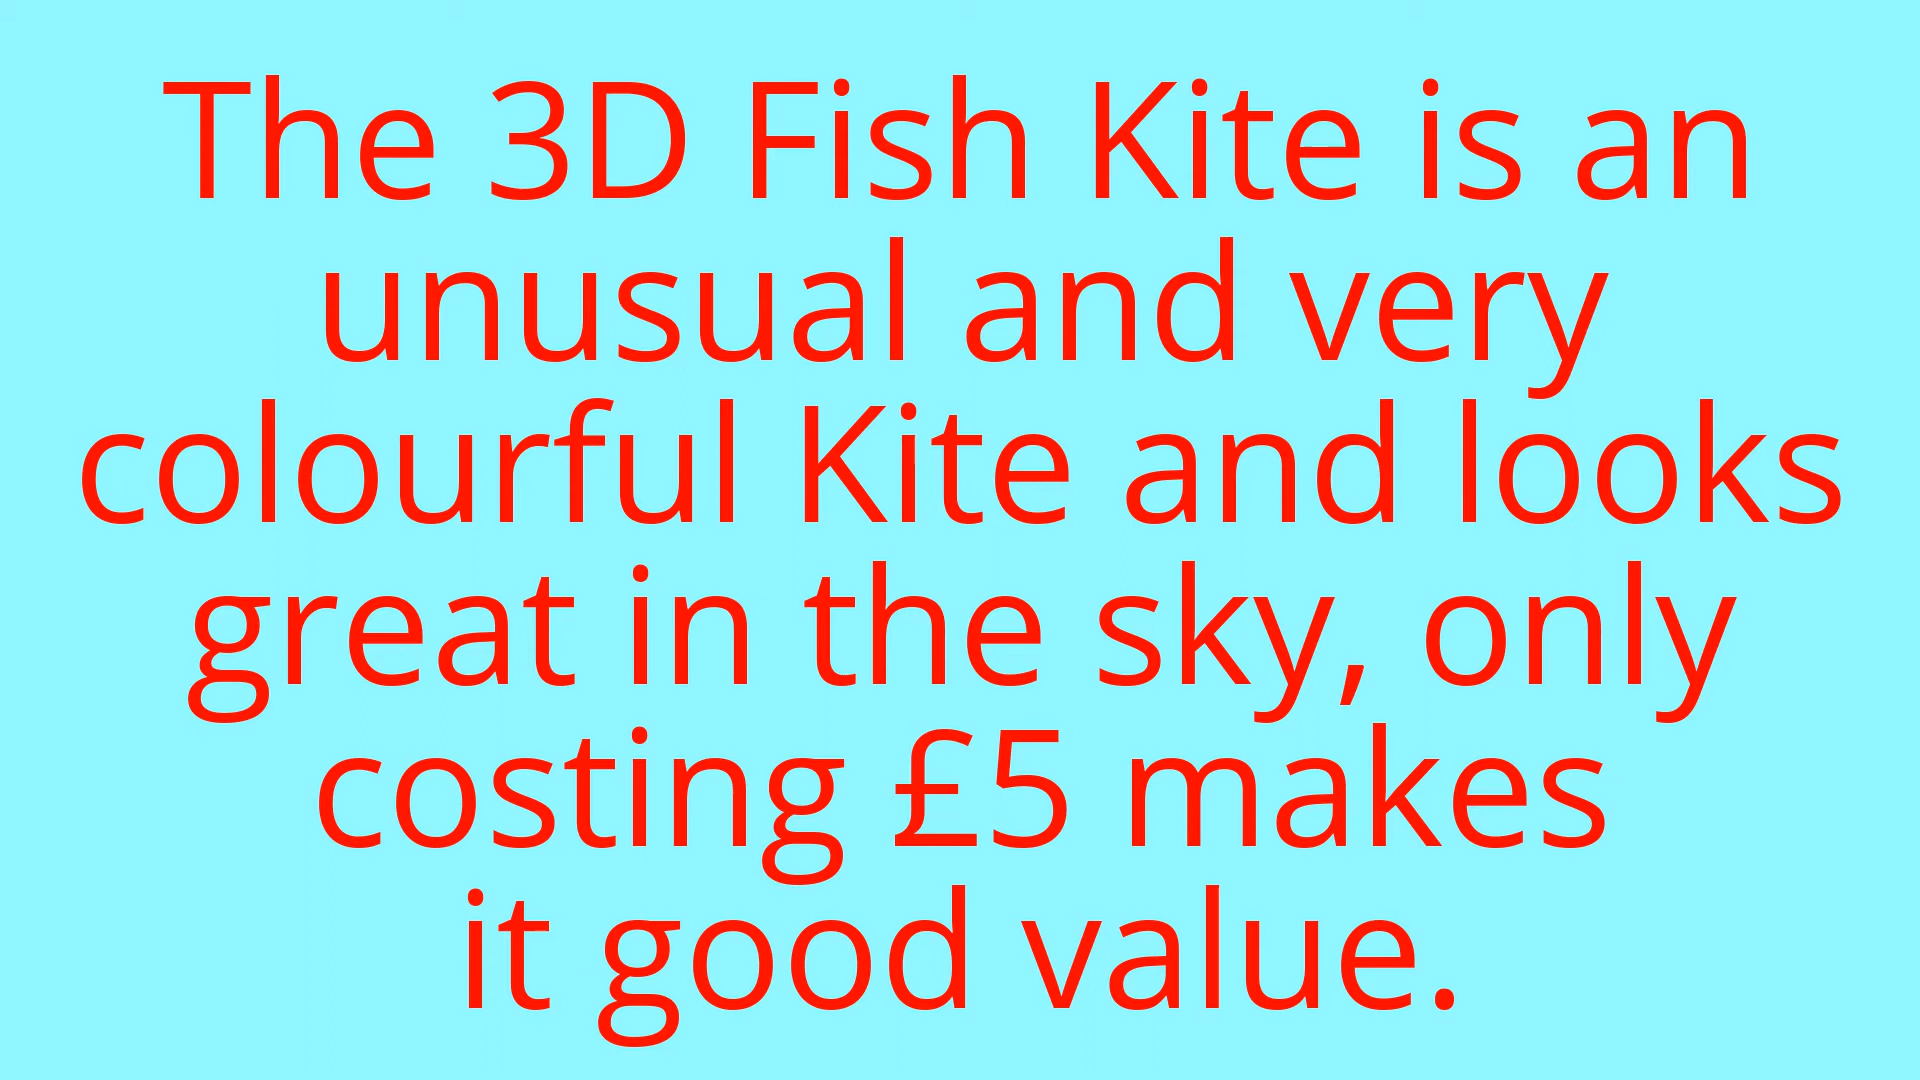 The 3D Fish Kite is an
unusual and very
colourful Kite and looks
great in the sky, only
costing £5 makes
it good value.